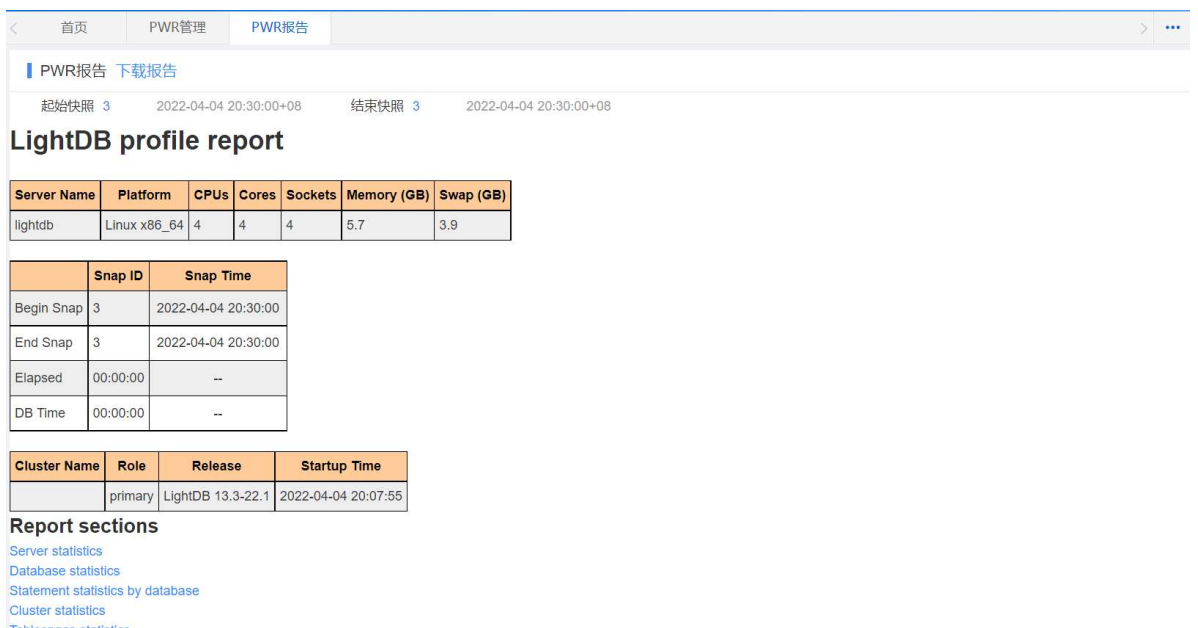 首页 PWR管理 PWR报告
PWR报告 下载报告
起始快照 3 2022-04-04 20:30:00+08 结束快照 3 2022-04-04 20:30:00+08
LightDB profile report
Server Name Platform CPUs Cores Sockets Memory (GB) Swap (GB)
lightdb Linux x86_64 4 4 4 5.7 3.9
Snap ID Snap Time
Begin Snap 3 2022-04-04 20:30:00
End Snap 3 2022-04-04 20:30:00
Elapsed 00:00:00 --
DB Time 00:00:00 --
Cluster Name Role Release Startup Time
primary LightDB 13.3-22.1 2022-04-04 20:07:55
Report sections
Server statistics
Database statistics
Statement statistics by database
Cluster statistics